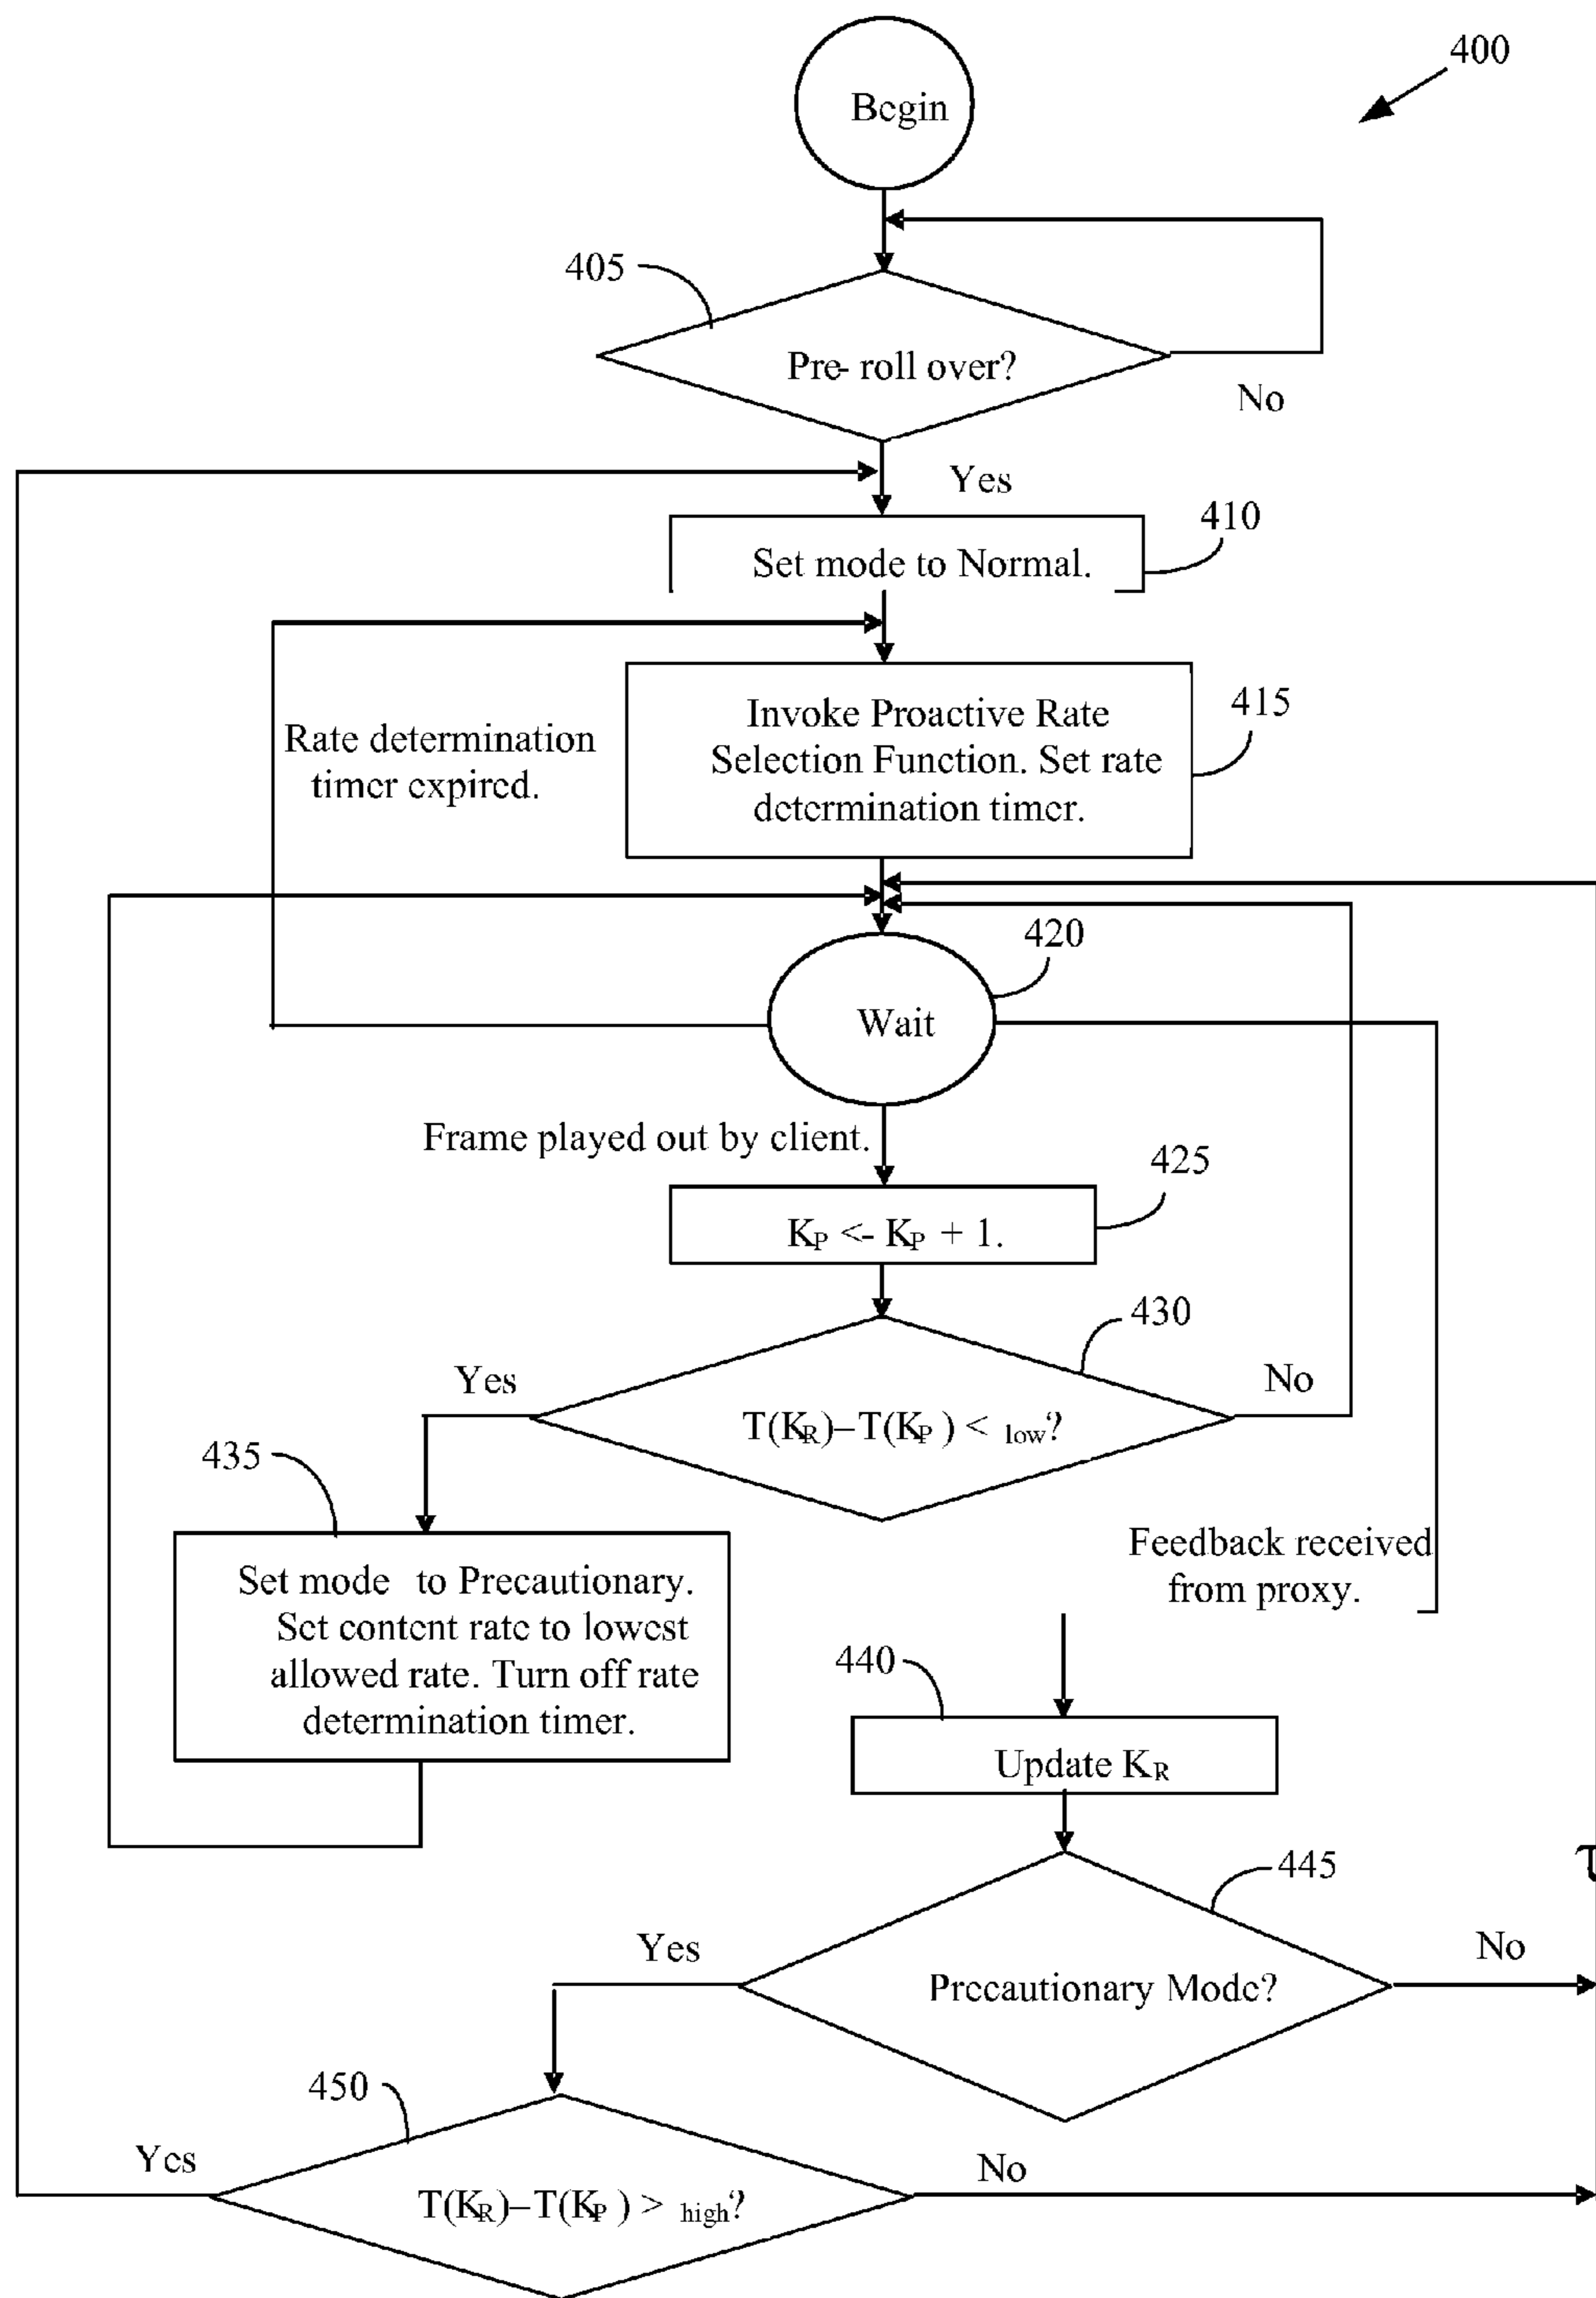 400
Begin
405
Pre- roll over?
No
Yes
410
Set mode to Normal.
415
Invoke Proactive Rate
Selection Function. Set rate
determination timer.
Rate determination
timer expired.
420
Wait
Frame played out by client.
425
KP <- KP + 1.
430
Yes
No
T(KR)–T(KP ) < low?
435
Set mode to Precautionary.
Set content rate to lowest
allowed rate. Turn off rate
determination timer.
Feedback received
from proxy.
440
Update KR
τ
445
Yes
No
Precautionary Mode?
450
Yes
No
T(KR)–T(KP ) > high?